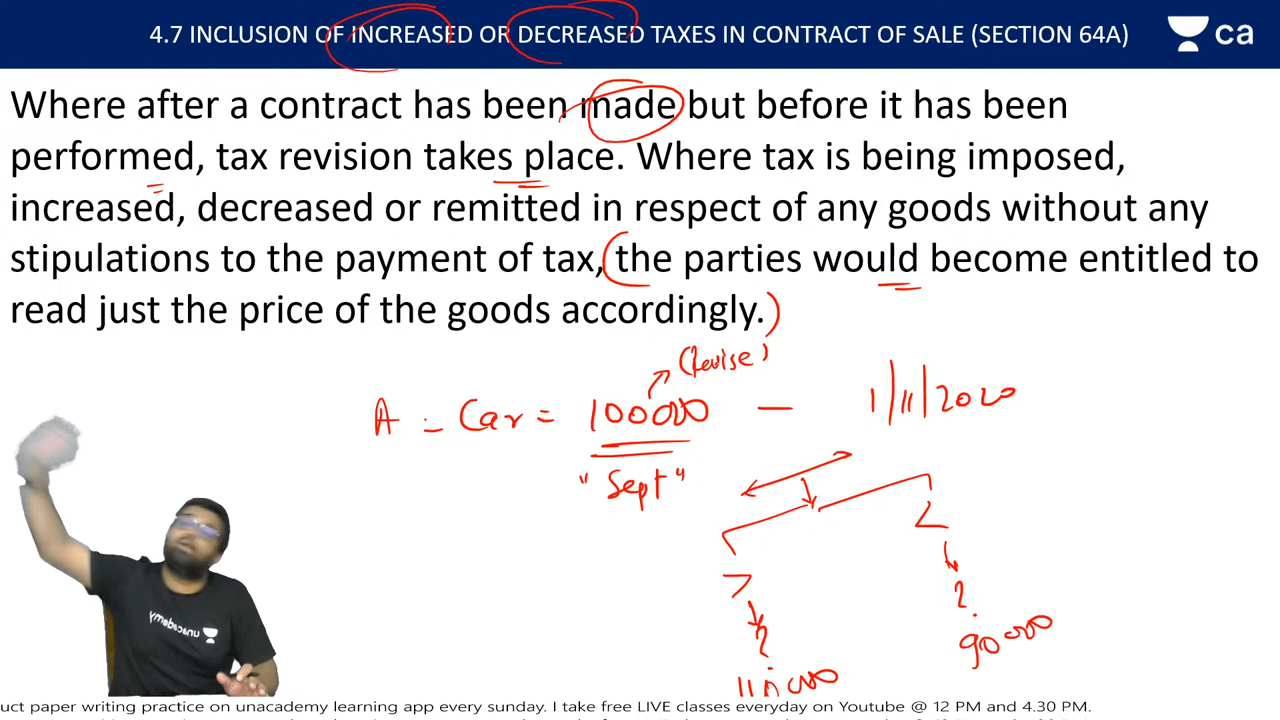 4.7 INCLUSION OF INCREASED OR DECREASED TAXES IN CONTRACT OF SALE (SECTION 64A)
ca
Where after a contract has been made but before it has been
performed, tax revision takes place. Where tax is being imposed,
increased, decreased or remitted in respect of any goods without any
stipulations to the payment of tax, (the parties would become entitled to
read just the price of the goods accordingly.)
(Revise)
A = Car = 100000 — 1/11/2020
"Sept"
> <
? ?
90000
unacademy
uct paper writing practice on unacademy learning app every sunday. I take free LIVE classes everyday on Youtube @ 12 PM and 4.30 PM.